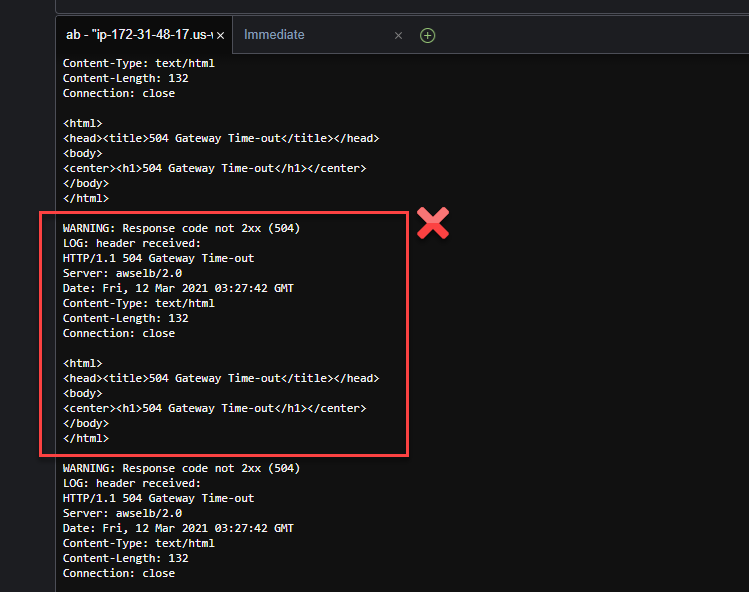 ab - "ip-172-31-48-17.us-
Immediate
Content-Type: text/html
Content-Length: 132
Connection: close
<html>
<head><title>504 Gateway Time-out</title></head>
<body>
<center><h1>504 Gateway Time-out</h1></center>
</body>
</html>
WARNING: Response code not 2xx (504)
LOG: header received:
HTTP/1.1 504 Gateway Time-out
Server: awselb/2.0
Date: Fri, 12 Mar 2021 03:27:42 GMT
Content-Type: text/html
Content-Length: 132
Connection: close
<html>
<head><title>504 Gateway Time-out</title></head>
<body>
<center><h1>504 Gateway Time-out</h1></center>
</body>
</html>
WARNING: Response code not 2xx (504)
LOG: header received:
HTTP/1.1 504 Gateway Time-out
Server: awselb/2.0
Date: Fri, 12 Mar 2021 03:27:42 GMT
Content-Type: text/html
Content-Length: 132
Connection: close